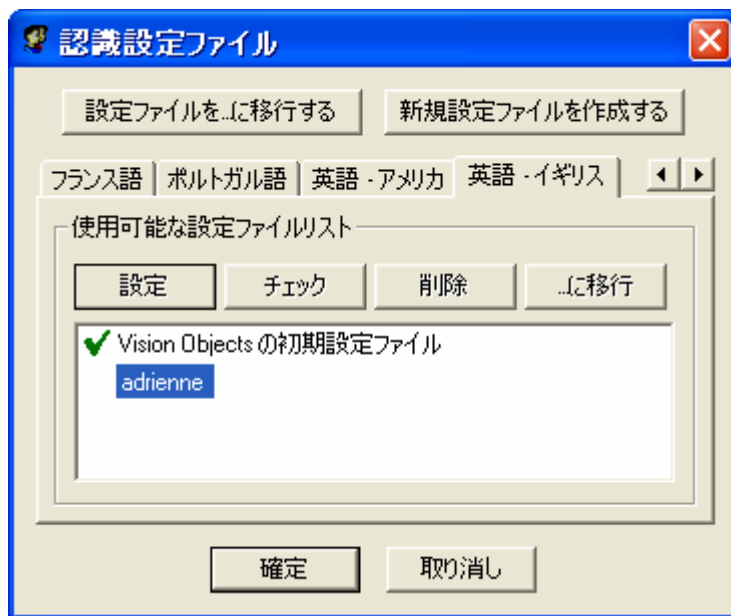 認識設定ファイル
設定ファイルを...に移行する 新規設定ファイルを作成する
フランス語 ポルトガル語 英語 - アメリカ 英語 - イギリス
使用可能な設定ファイルリスト
設定 チェック 削除 ...に移行
Vision Objects の初期設定ファイル
adrienne
確定 取り消し